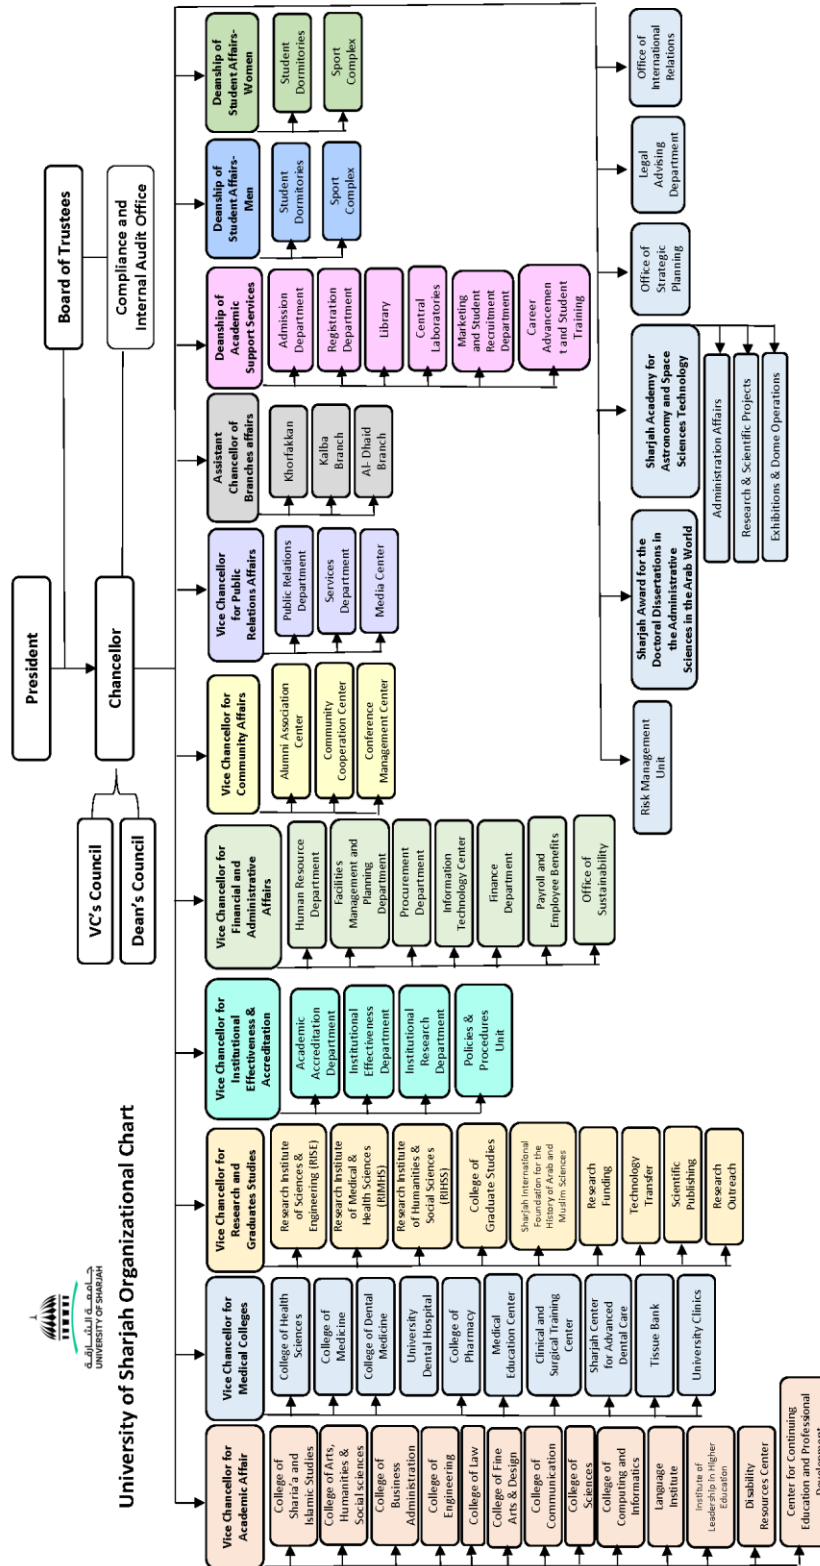 جـامـعـة الـشــارقـة
UNIVERSITY OF SHARJAH
University of Sharjah Organizational Chart
President
Board of Trustees
Chancellor
Compliance and
Internal Audit Office
VC's Council
Dean's Council
Vice Chancellor for
Academic Affair
College of
Sharia'a and
Islamic Studies
College of Arts,
Humanities &
Social sciences
College of
Business
Administration
College of
Engineering
College of Law
College of Fine
Arts & Design
College of
Communication
College of
Sciences
College of
Computing and
Informatics
Language
Institute
Institute of
Leadership In Higher
Education
Disability
Resources Center
Center for Continuing
Education and Professional
Development
Vice Chancellor for
Medical Colleges
College of Health
Sciences
College of
Medicine
College of Dental
Medicine
University
Dental Hospital
College of
Pharmacy
Medical
Education Center
Clinical and
Surgical Training
Center
Sharjah Center
for Advanced
Dental Care
Tissue Bank
University Clinics
Vice Chancellor for
Research and
Graduates Studies
Research Institute
of Sciences &
Engineering (RISE)
Research Institute
of Medical &
Health Sciences
(RIMHS)
Research Institute
of Humanities &
Social Sciences
(RIHSS)
College of
Graduate Studies
Sharjah International
Foundation for the
History of Arab and
Muslim Sciences
Research
Funding
Technology
Transfer
Scientific
Publishing
Research
Outreach
Vice Chancellor for
Institutional
Effectiveness &
Accreditation
Academic
Accreditation
Department
Institutional
Effectiveness
Department
Institutional
Research
Department
Policies &
Procedures
Unit
Vice Chancellor for
Financial and
Administrative
Affairs
Human Resource
Department
Facilities
Management and
Planning
Department
Procurement
Department
Information
Technology Center
Finance
Department
Payroll and
Employee Benefits
Office of
Sustainability
Vice Chancellor for
Community Affairs
Alumni Association
Center
Community
Cooperation Center
Conference
Management Center
Vice Chancellor
for Public
Relations Affairs
Public Relations
Department
Services
Department
Media Center
Assistant
Chancellor of
Branches affairs
Khorfakkan
Kalba
Branch
Al- Dhaid
Branch
Deanship of
Academic
Support Services
Admission
Department
Registration
Department
Library
Central
Laboratories
Marketing
and Student
Recruitment
Department
Career
Advancemen
t and Student
Training
Deanship of
Student Affairs-
Men
Student
Dormitories
Sport
Complex
Deanship of
Student Affairs-
Women
Student
Dormitories
Sport
Complex
Risk Management
Unit
Sharjah Award for the
Doctoral Dissertations in
the Administrative
Sciences in the Arab World
Sharjah Academy for
Astronomy and Space
Sciences Technology
Administration Affairs
Research & Scientific Projects
Exhibitions & Dome Operations
Office of
Strategic
Planning
Legal
Advising
Department
Office of
International
Relations